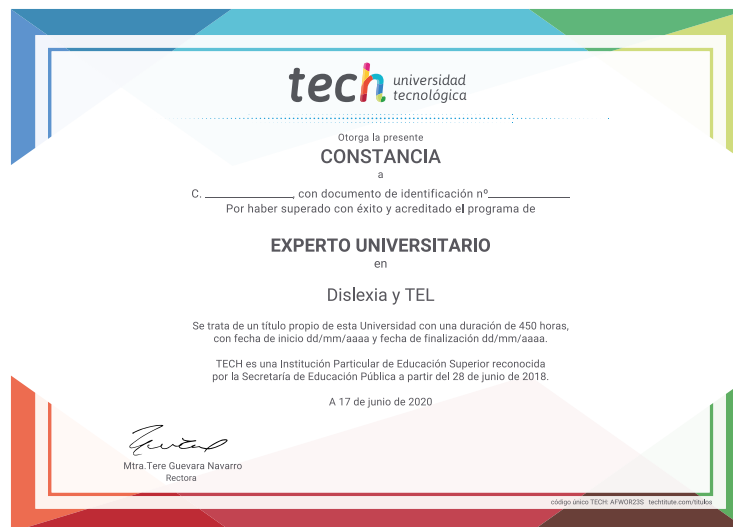 tech universidad
tecnológica
Otorga la presente
CONSTANCIA
a
C. ______________, con documento de identificación nº______________
Por haber superado con éxito y acreditado el programa de
EXPERTO UNIVERSITARIO
en
Dislexia y TEL
Se trata de un título propio de esta Universidad con una duración de 450 horas,
con fecha de inicio dd/mm/aaaa y fecha de finalización dd/mm/aaaa.
TECH es una Institución Particular de Educación Superior reconocida
por la Secretaría de Educación Pública a partir del 28 de junio de 2018.
A 17 de junio de 2020
Mtra.Tere Guevara Navarro
Rectora
código único TECH: AFWOR23S techtitute.com/titulos